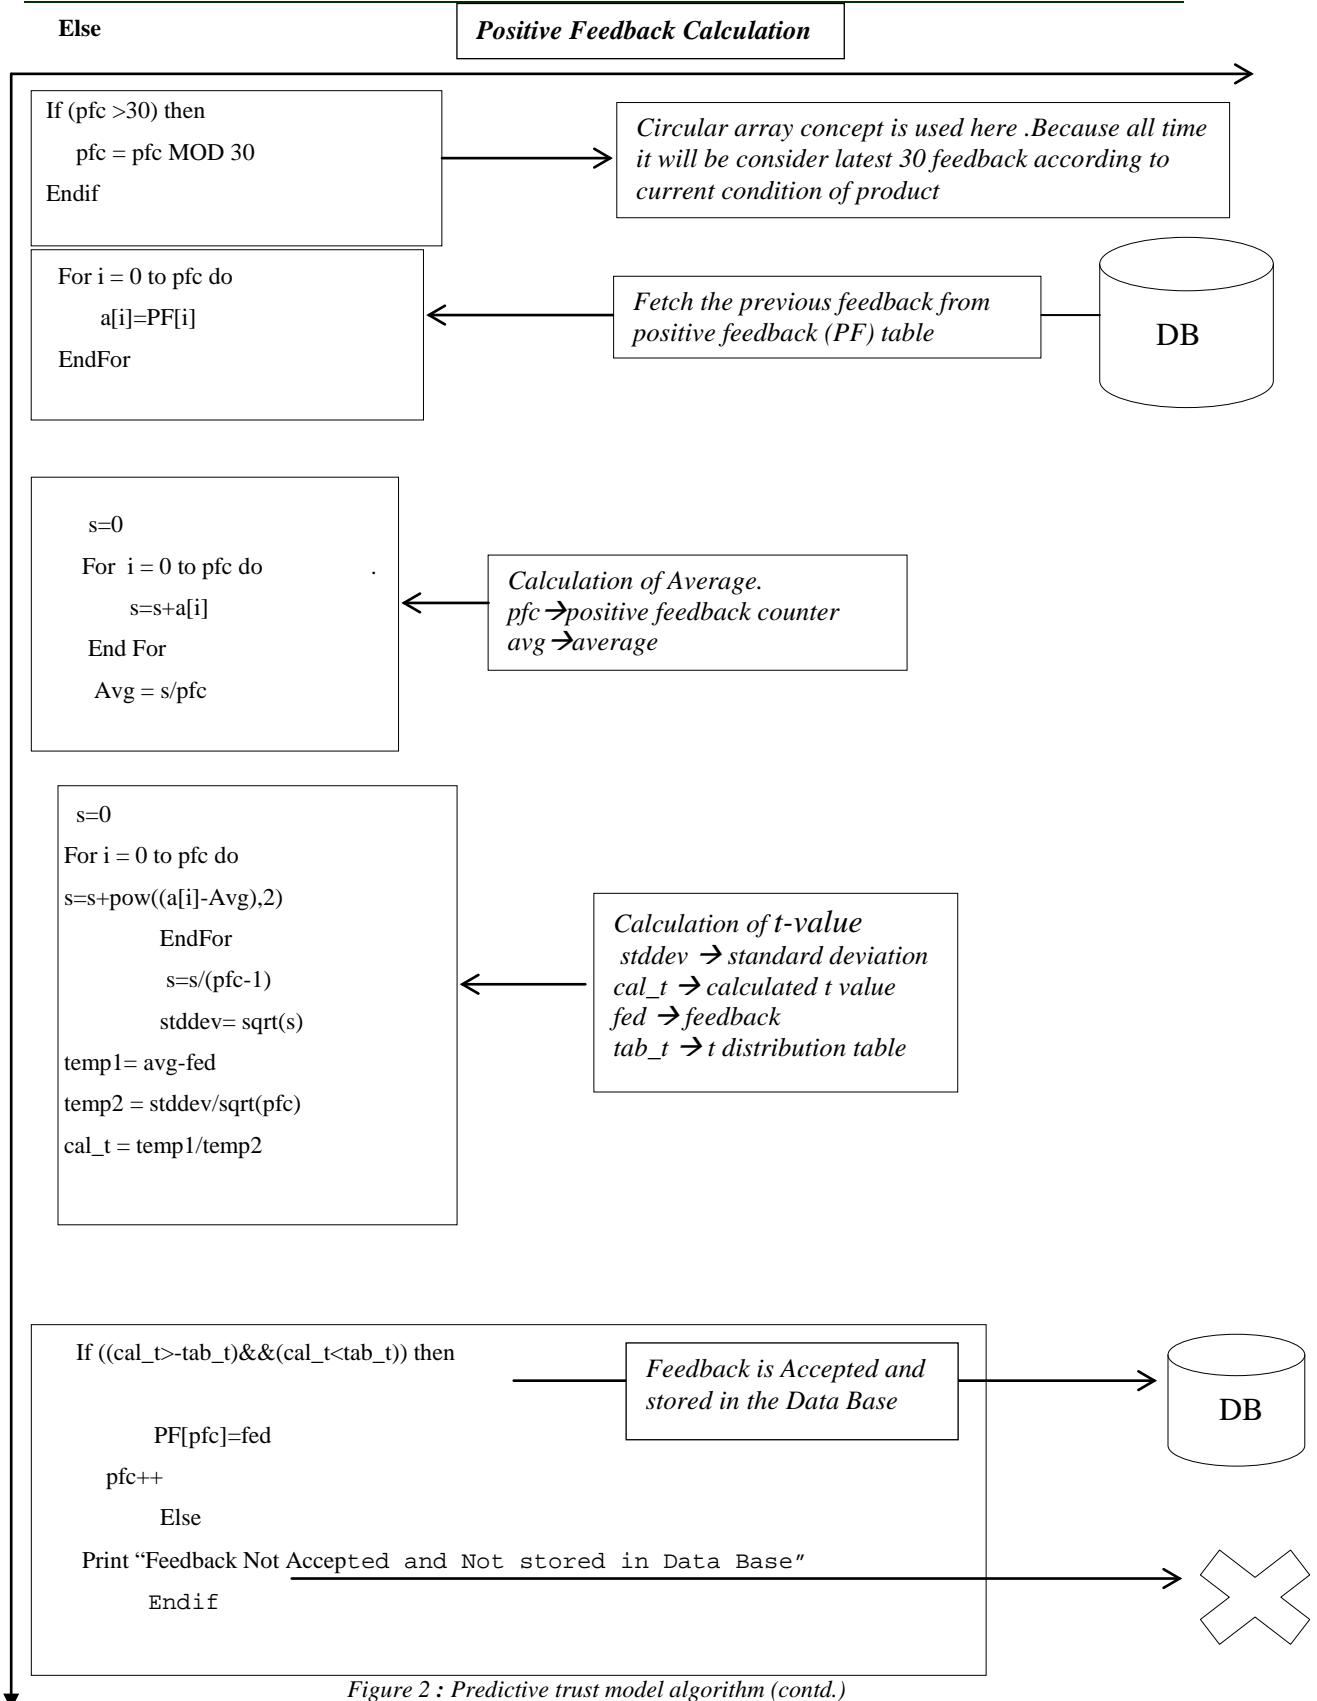 Else
Positive Feedback Calculation
If (pfc >30) then
pfc = pfc MOD 30
Endif
Circular array concept is used here .Because all time
it will be consider latest 30 feedback according to
current condition of product
For i = 0 to pfc do
a[i]=PF[i]
EndFor
Fetch the previous feedback from
positive feedback (PF) table
DB
s=0
For i = 0 to pfc do .
s=s+a[i]
End For
Avg = s/pfc
Calculation of Average.
pfc→positive feedback counter
avg→average
s=0
For i = 0 to pfc do
s=s+pow((a[i]-Avg),2)
EndFor
s=s/(pfc-1)
stddev= sqrt(s)
temp1= avg-fed
temp2 = stddev/sqrt(pfc)
cal_t = temp1/temp2
Calculation of t-value
stddev → standard deviation
cal_t → calculated t value
fed → feedback
tab_t → t distribution table
If ((cal_t>-tab_t)&&(cal_t<tab_t)) then
Feedback is Accepted and
stored in the Data Base
DB
PF[pfc]=fed
pfc++
Else
Print “Feedback Not Accepted and Not stored in Data Base”
Endif
Figure 2 : Predictive trust model algorithm (contd.)